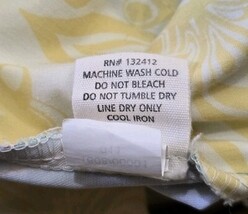 RN# 132412
MACHINE WASH COLD
DO NOT BLEACH
DO NOT TUMBLE DRY
LINE DRY ONLY
COOL IRON